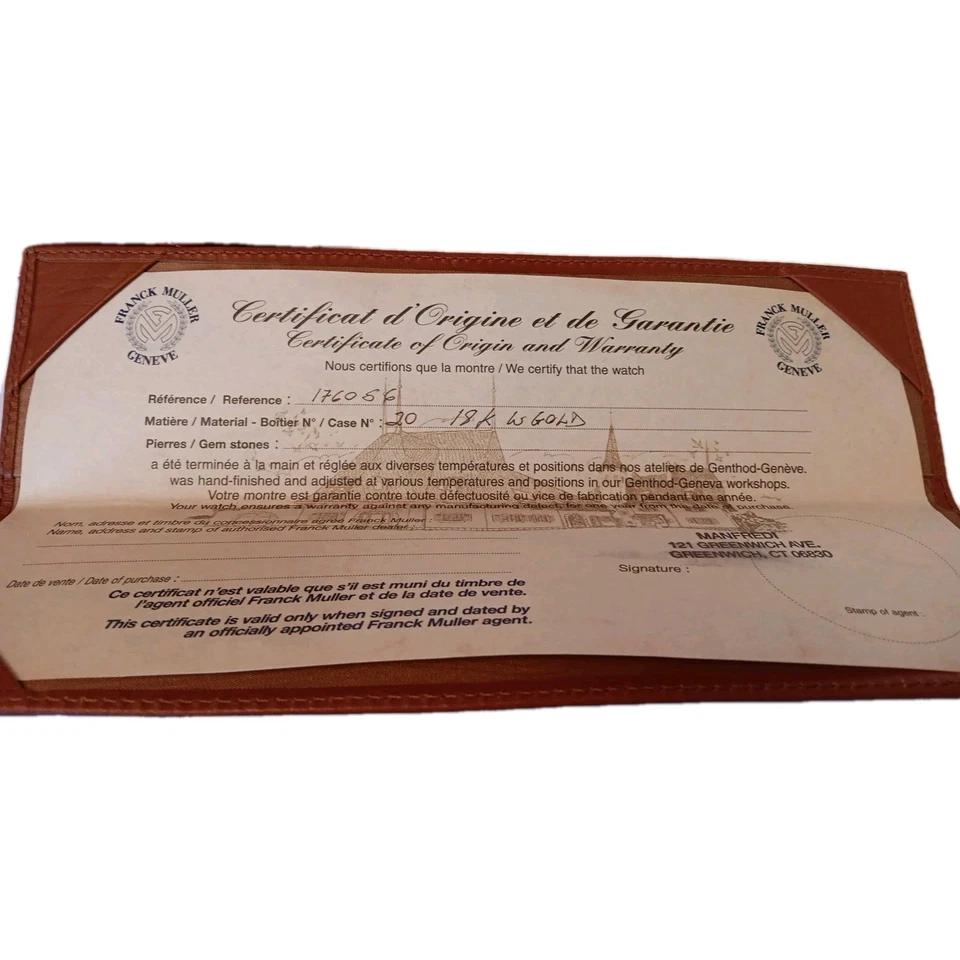 FRANCK MULLER
GENEVE
Certificat d'Origine et de Garantie
Certificate of Origin and Warranty
FRANCK MULLER
GENEVE
Nous certifions que la montre / We certify that the watch
Référence / Reference : 176056
Matière / Material - Boîtier N° / Case N° : 20 18K W GOLD
Pierres / Gem stones :
a été terminée à la main et réglée aux diverses températures et positions dans nos ateliers de Genthod-Genève.
was hand-finished and adjusted at various temperatures and positions in our Genthod-Geneva workshops.
Votre montre est garantie contre toute défectuosité ou vice de fabrication pendant une année.
Your watch ensures a warranty against any manufacturing defect, for one year from the date of purchase.
Nom, adresse et timbre du concessionnaire agréé Franck Muller :
Name, address and stamp of authorised Franck Muller dealer :
MANFREDI
121 GREENWICH AVE.
GREENWICH, CT 06830
Signature :
Date de vente / Date of purchase :
Ce certificat n'est valable que s'il est muni du timbre de
l'agent officiel Franck Muller et de la date de vente.
This certificate is valid only when signed and dated by
an officially appointed Franck Muller agent.
Stamp of agent